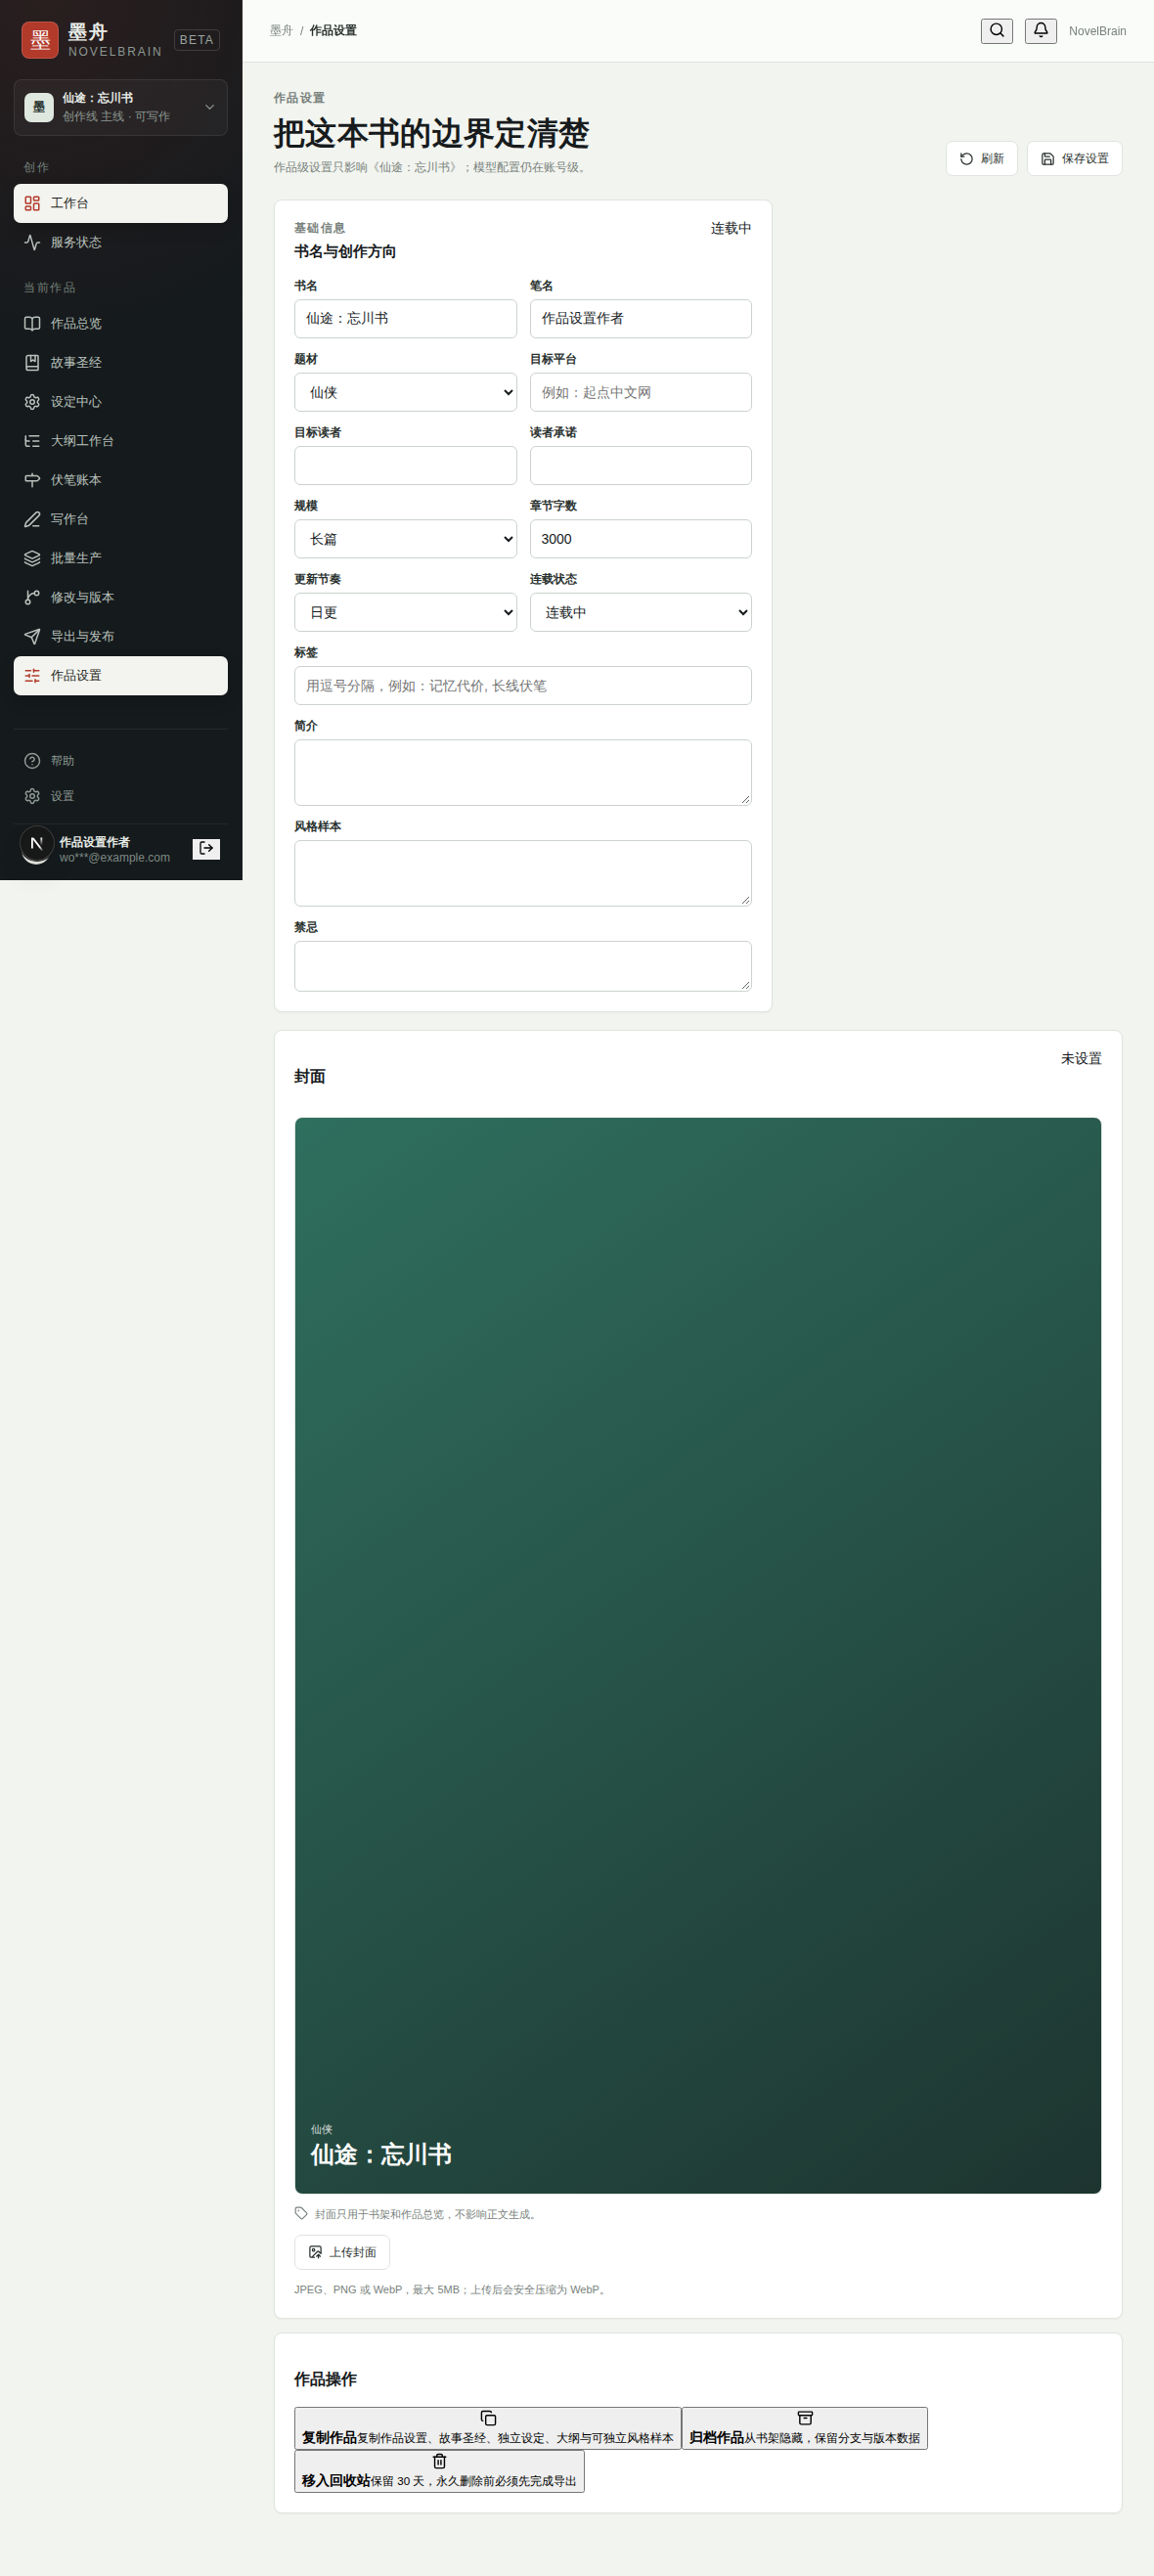 墨 墨舟 BETA
NOVELBRAIN
墨 仙途：忘川书
创作线 主线 · 可写作
创作
工作台
服务状态
当前作品
作品总览
故事圣经
设定中心
大纲工作台
伏笔账本
写作台
批量生产
修改与版本
导出与发布
作品设置
帮助
设置
N 作品设置作者
wo***@example.com
墨舟 / 作品设置 NovelBrain
作品设置
把这本书的边界定清楚
作品级设置只影响《仙途：忘川书》；模型配置仍在账号级。
刷新 保存设置
基础信息 连载中
书名与创作方向
书名 笔名
仙途：忘川书 作品设置作者
题材 目标平台
仙侠 例如：起点中文网
目标读者 读者承诺
规模 章节字数
长篇 3000
更新节奏 连载状态
日更 连载中
标签
用逗号分隔，例如：记忆代价, 长线伏笔
简介
风格样本
禁忌
未设置
封面
仙侠
仙途：忘川书
封面只用于书架和作品总览，不影响正文生成。
上传封面
JPEG、PNG 或 WebP，最大 5MB；上传后会安全压缩为 WebP。
作品操作
复制作品复制作品设置、故事圣经、独立设定、大纲与可独立风格样本 归档作品从书架隐藏，保留分支与版本数据
移入回收站保留 30 天，永久删除前必须先完成导出